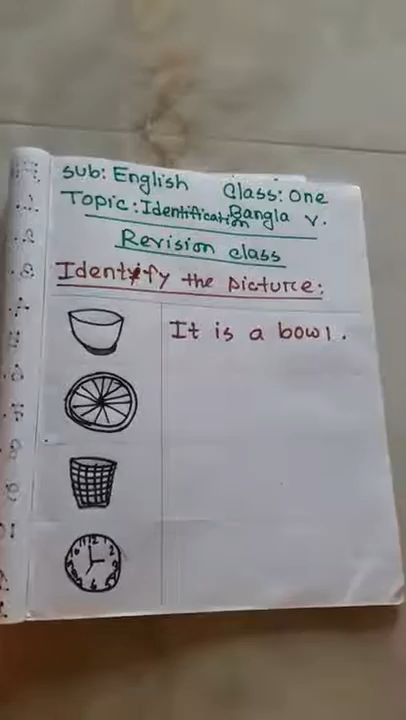 Sub: English Class: One
Topic: Identification Bangla v.
Revision class
Identify the picture:
It is a bowl.